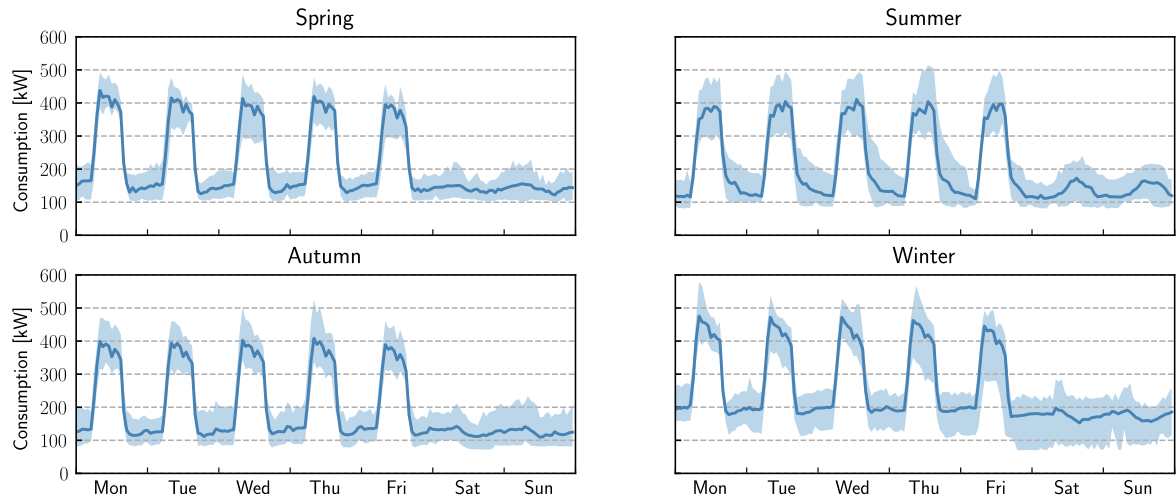 Spring
Summer
Consumption [kW]
600
500
400
300
200
100
0
Autumn
Winter
Consumption [kW]
600
500
400
300
200
100
0
Mon Tue Wed Thu Fri Sat Sun
Mon Tue Wed Thu Fri Sat Sun